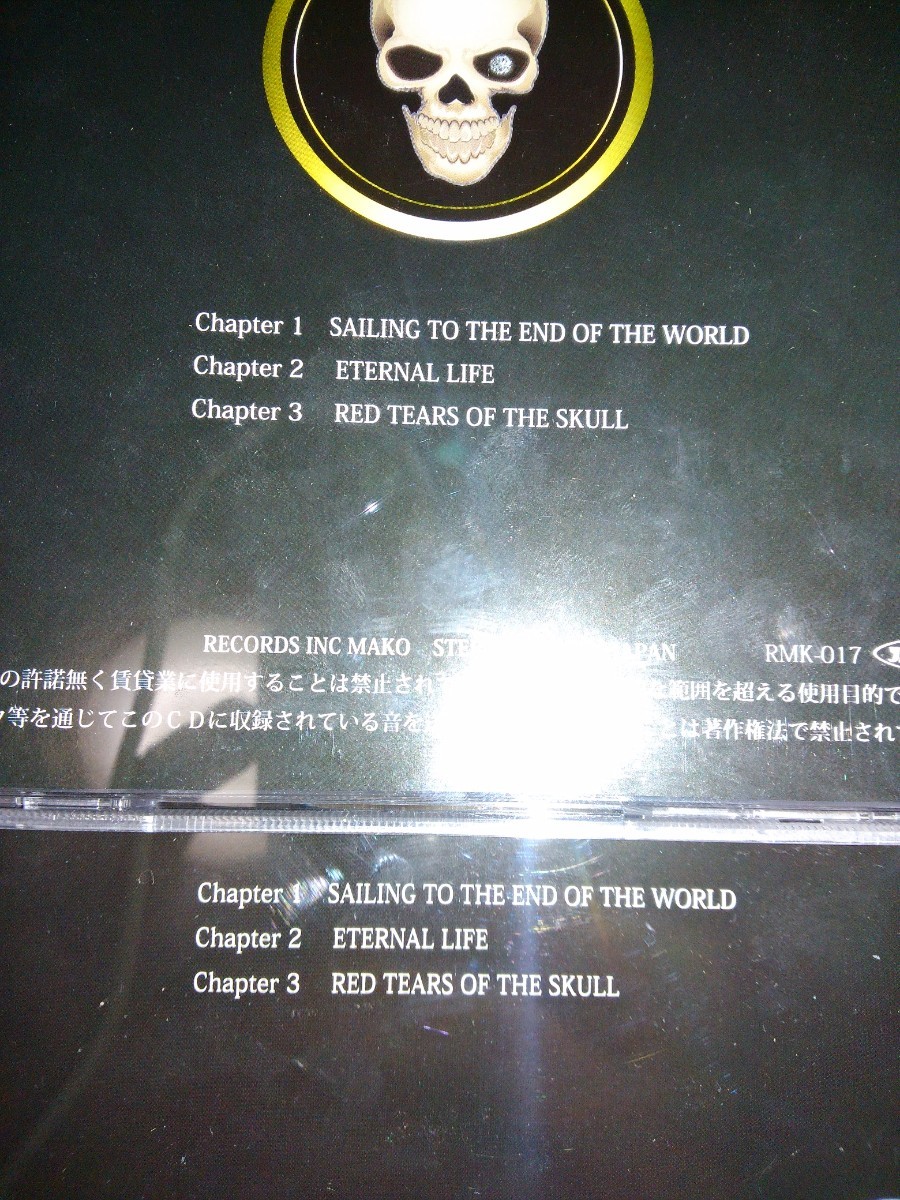 Chapter 1 SAILING TO THE END OF THE WORLD
Chapter 2 ETERNAL LIFE
Chapter 3 RED TEARS OF THE SKULL
RECORDS INC MAKO RMK-017
の許諾無く賃貸業に使用することは禁止され 範囲を超える使用目的で
等を通じてこのCDに収録されている音を とは著作権法で禁止されて
Chapter 1 SAILING TO THE END OF THE WORLD
Chapter 2 ETERNAL LIFE
Chapter 3 RED TEARS OF THE SKULL